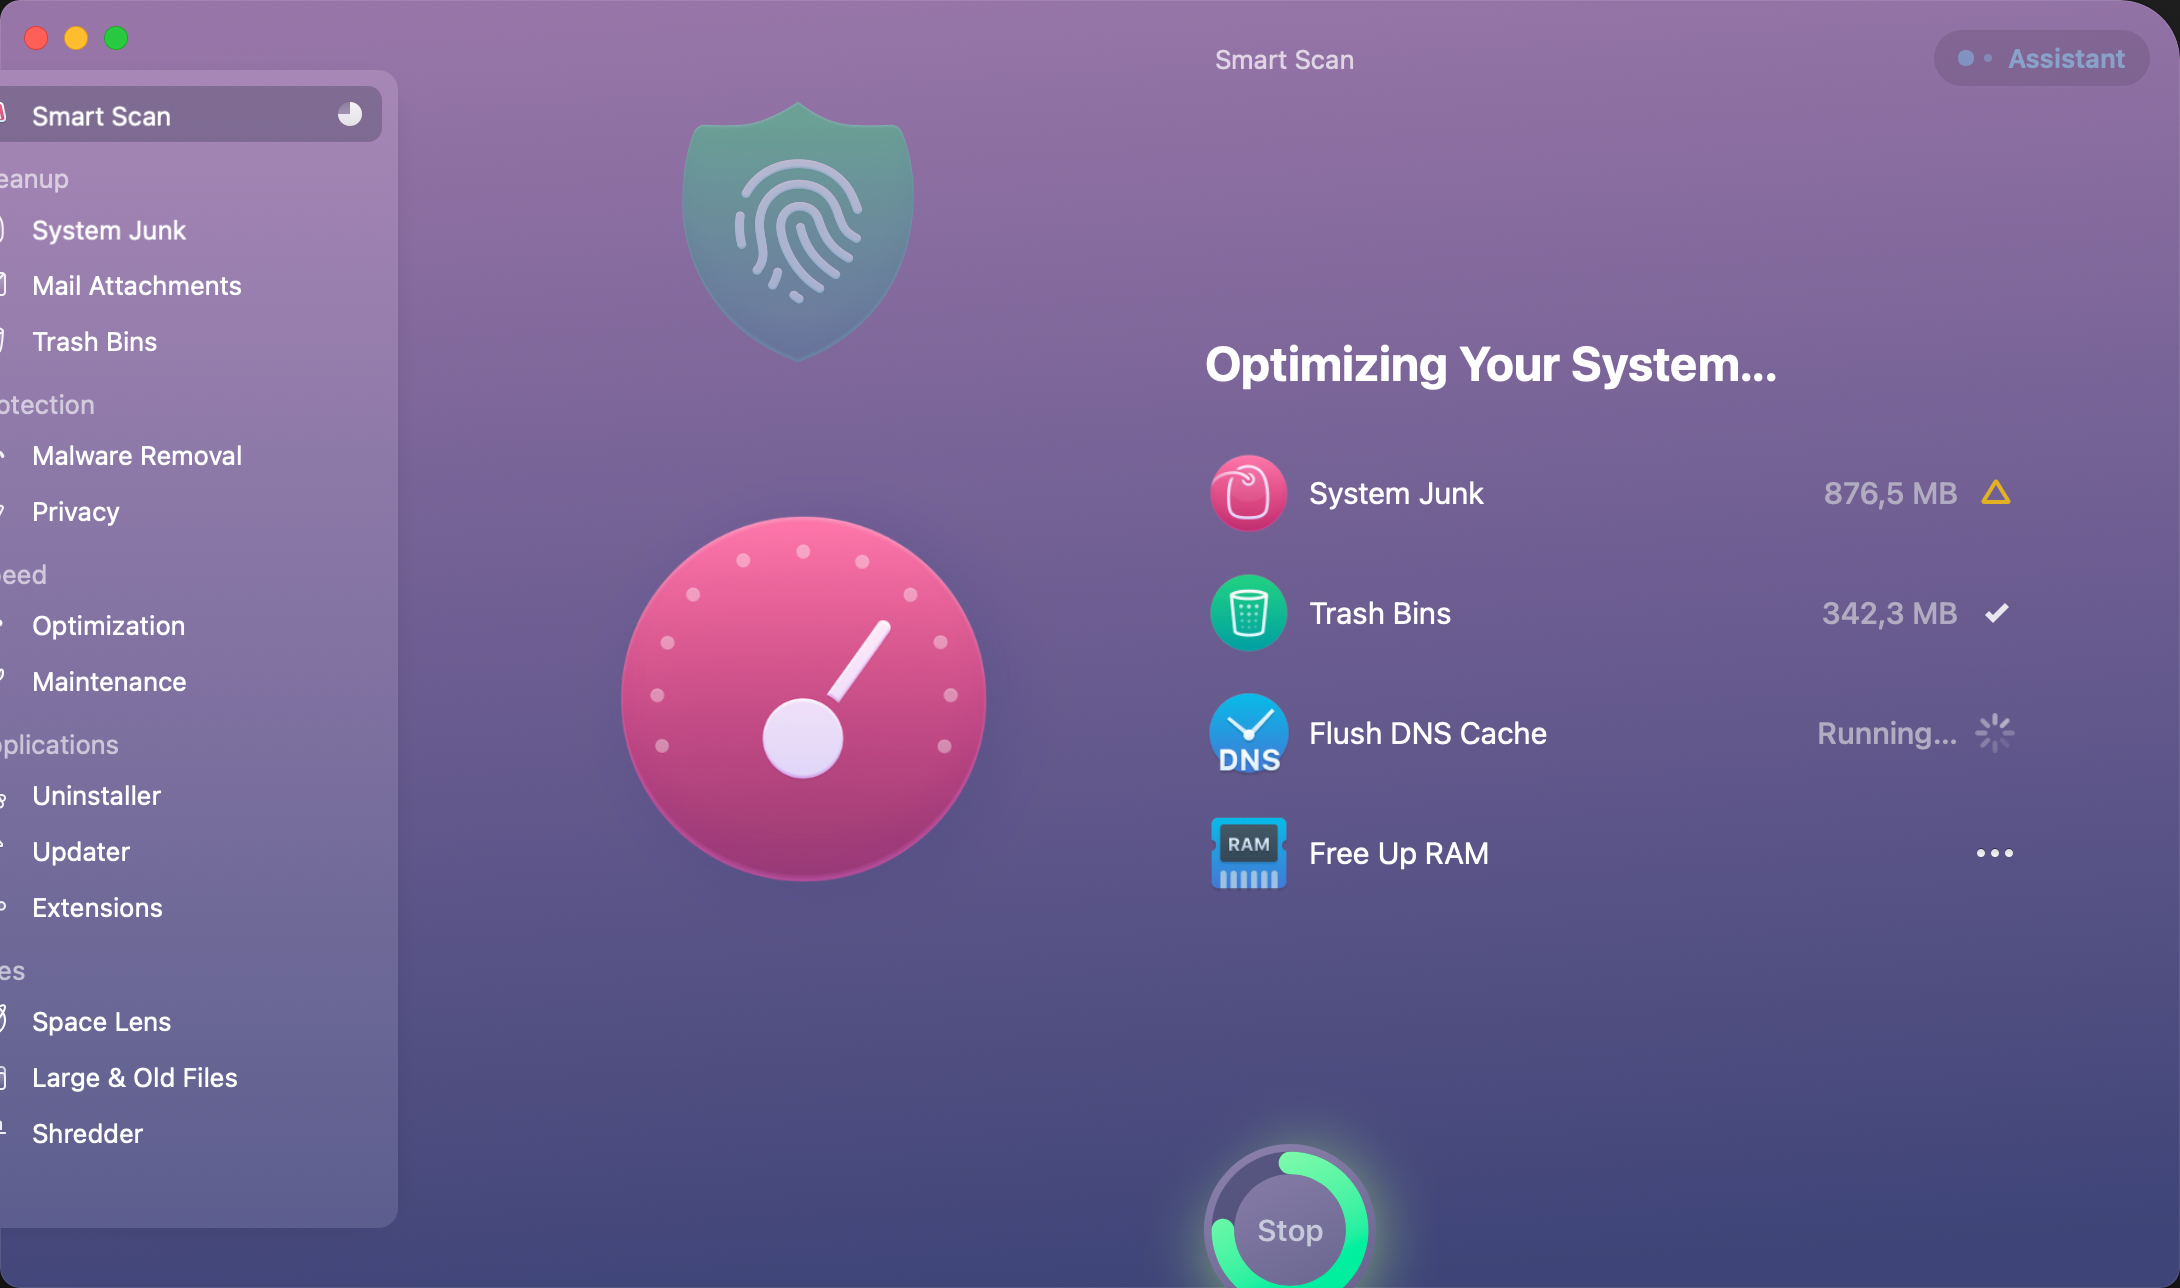 Smart Scan
Assistant
Smart Scan
eanup
System Junk
Mail Attachments
Trash Bins
otection
Malware Removal
Privacy
eed
Optimization
Maintenance
plications
Uninstaller
Updater
Extensions
es
Space Lens
Large & Old Files
Shredder
Optimizing Your System...
System Junk 876,5 MB
Trash Bins 342,3 MB
DNS Flush DNS Cache Running...
RAM Free Up RAM
Stop